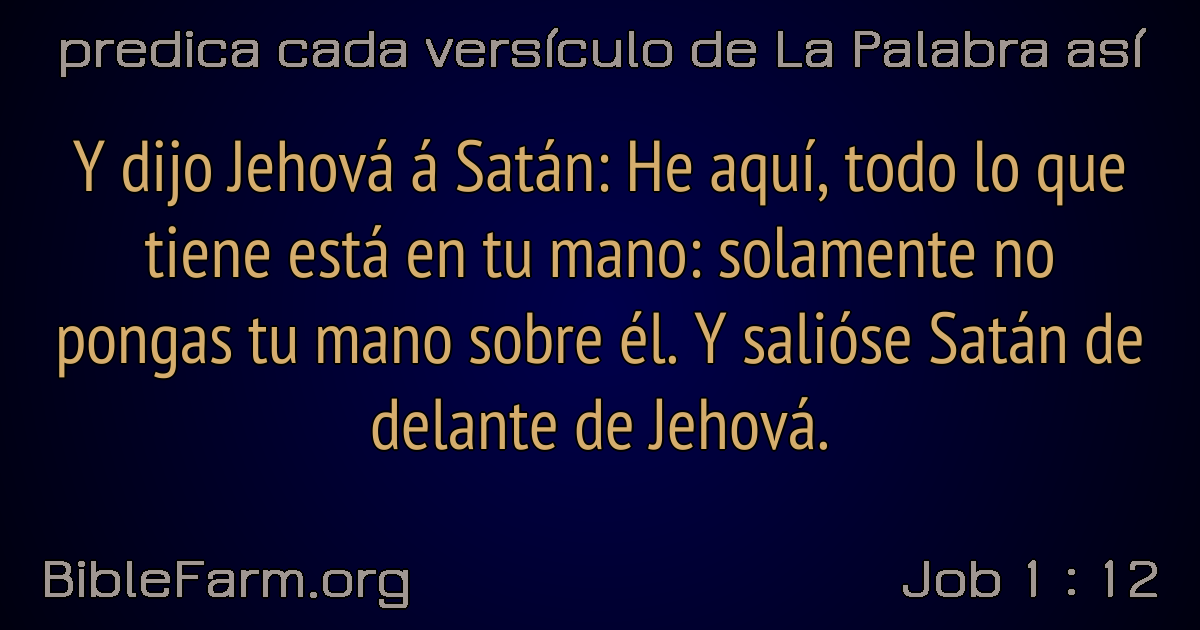 predica cada versículo de La Palabra así
Y dijo Jehová á Satán: He aquí, todo lo que
tiene está en tu mano: solamente no
pongas tu mano sobre él. Y salióse Satán de
delante de Jehová.
BibleFarm.org
Job 1 : 12